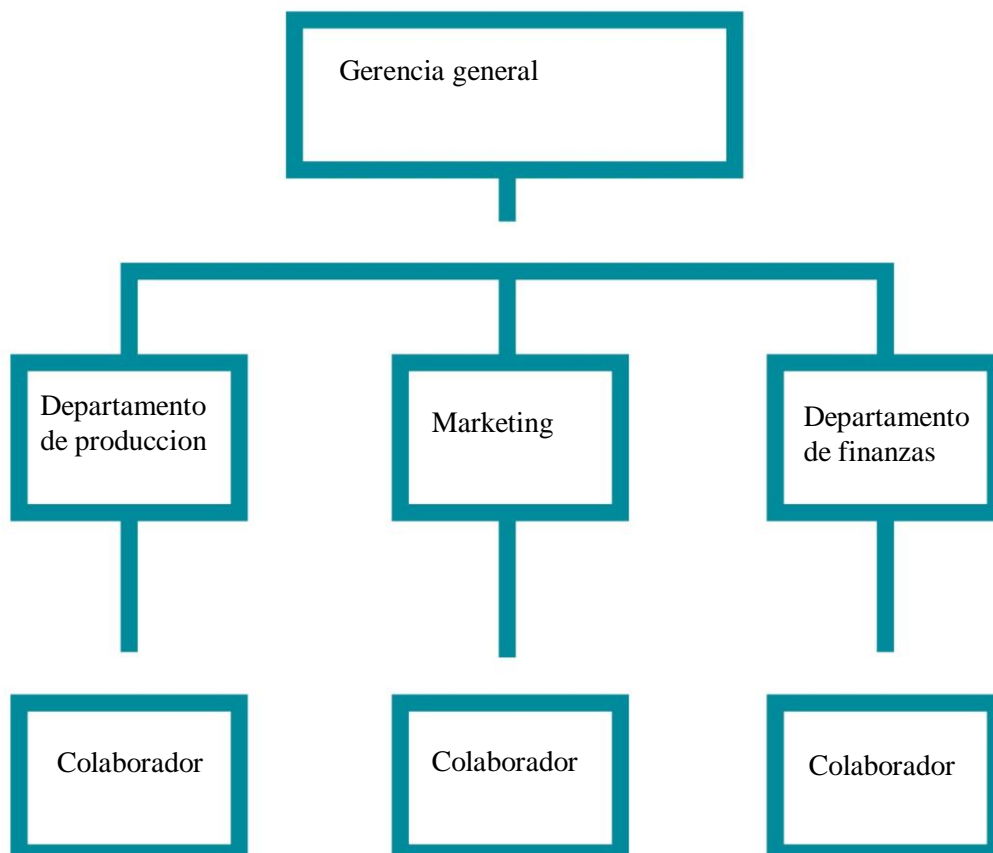 Gerencia general
Departamento
de produccion
Marketing
Departamento
de finanzas
Colaborador
Colaborador
Colaborador